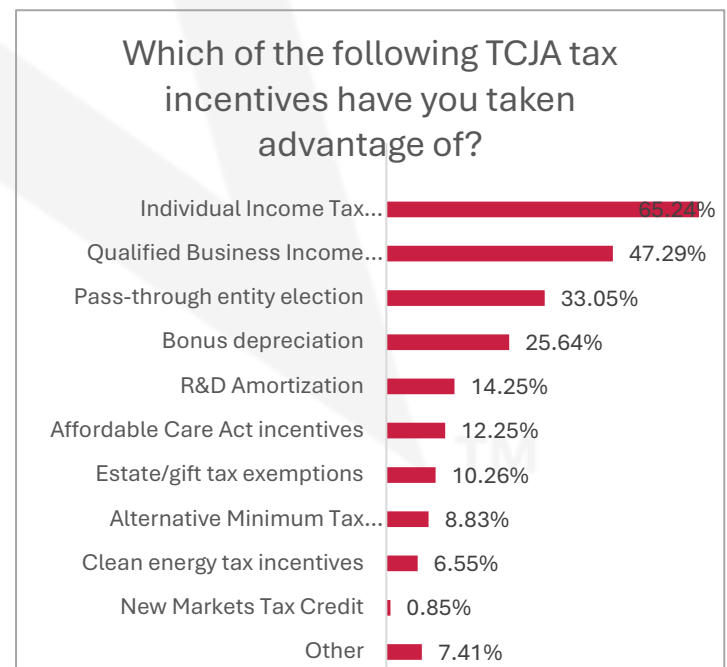 Which of the following TCJA tax
incentives have you taken
advantage of?
Individual Income Tax... 65.24%
Qualified Business Income... 47.29%
Pass-through entity election 33.05%
Bonus depreciation 25.64%
R&D Amortization 14.25%
Affordable Care Act incentives 12.25%
TM
Estate/gift tax exemptions 10.26%
Alternative Minimum Tax... 8.83%
Clean energy tax incentives 6.55%
New Markets Tax Credit 0.85%
Other 7.41%